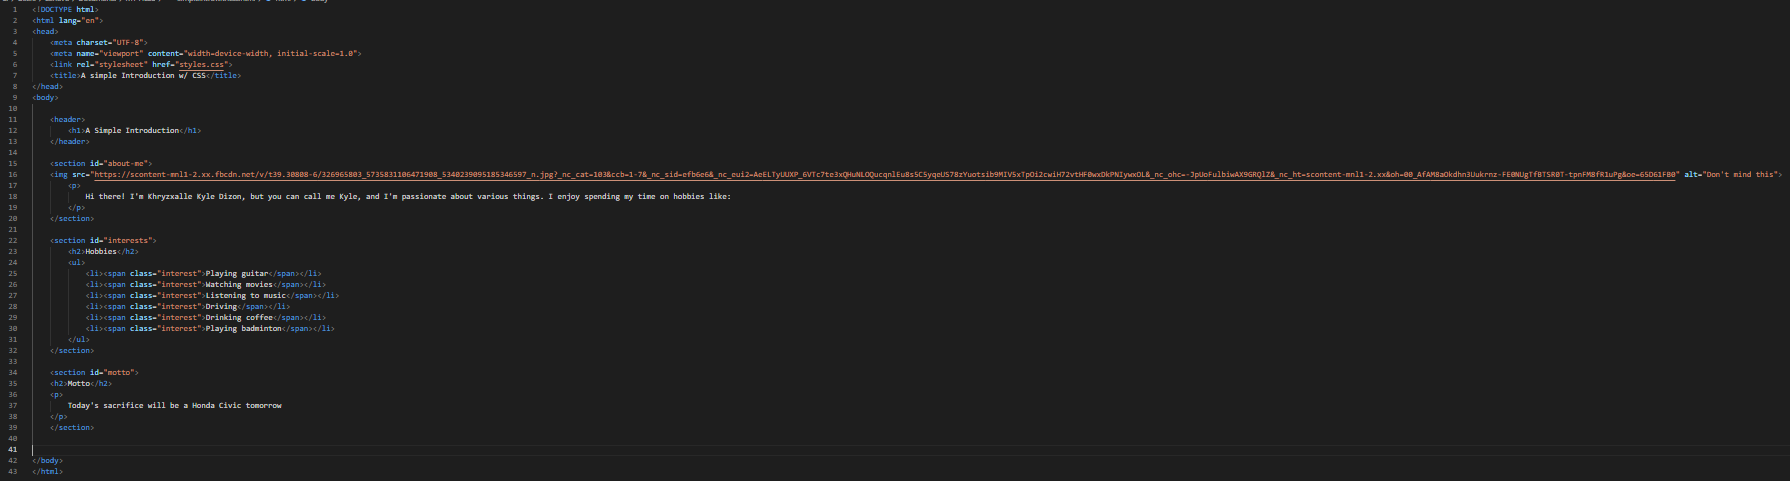 1 <!DOCTYPE html>
2 <html lang="en">
3 <head>
4 <meta charset="UTF-8">
5 <meta name="viewport" content="width=device-width, initial-scale=1.0">
6 <link rel="stylesheet" href="styles.css">
7 <title>A simple Introduction w/ CSS</title>
8 </head>
9 <body>
10
11 <header>
12 <h1>A Simple Introduction</h1>
13 </header>
14
15 <section id="about-me">
16 <img src="https://scontent-mnl1-2.xx.fbcdn.net/v/t39.30808-6/326965803_5735831106471908_5340239095185346597_n.jpg?_nc_cat=103&ccb=1-7&_nc_sid=efb6e6&_nc_eui2=AeELTyUUXP_6VTc7te3xQHuNLOQucqnlEu8s5C5yqeUS78zYuotsib9MIV5xTpOi2cwiH72vtHF0wxDkPNIywxOL&_nc_ohc=-JpUoFulbiwAX9GRQlZ&_nc_ht=scontent-mnl1-2.xx&oh=00_AfAM8aOkdhn3Uukrnz-FE0NUgTfBTSR0T-tpnFM8fR1uPg&oe=65D61FB0" alt="Don't mind this">
17 <p>
18 Hi there! I'm Khryzxalle Kyle Dizon, but you can call me Kyle, and I'm passionate about various things. I enjoy spending my time on hobbies like:
19 </p>
20 </section>
21
22 <section id="interests">
23 <h2>Hobbies</h2>
24 <ul>
25 <li><span class="interest">Playing guitar</span></li>
26 <li><span class="interest">Watching movies</span></li>
27 <li><span class="interest">Listening to music</span></li>
28 <li><span class="interest">Driving</span></li>
29 <li><span class="interest">Drinking coffee</span></li>
30 <li><span class="interest">Playing badminton</span></li>
31 </ul>
32 </section>
33
34 <section id="motto">
35 <h2>Motto</h2>
36 <p>
37 Today's sacrifice will be a Honda Civic tomorrow
38 </p>
39 </section>
40
41
42 </body>
43 </html>